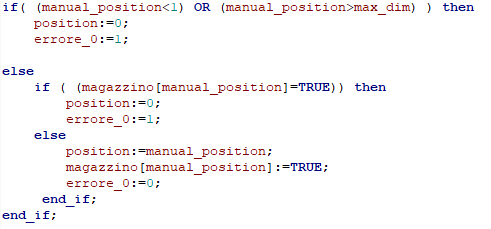 if( (manual_position<1) OR (manual_position>max_dim) ) then
position:=0;
errore_0:=1;
else
if ( (magazzino[manual_position]=TRUE)) then
position:=0;
errore_0:=1;
else
position:=manual_position;
magazzino[manual_position]:=TRUE;
errore_0:=0;
end_if;
end_if;